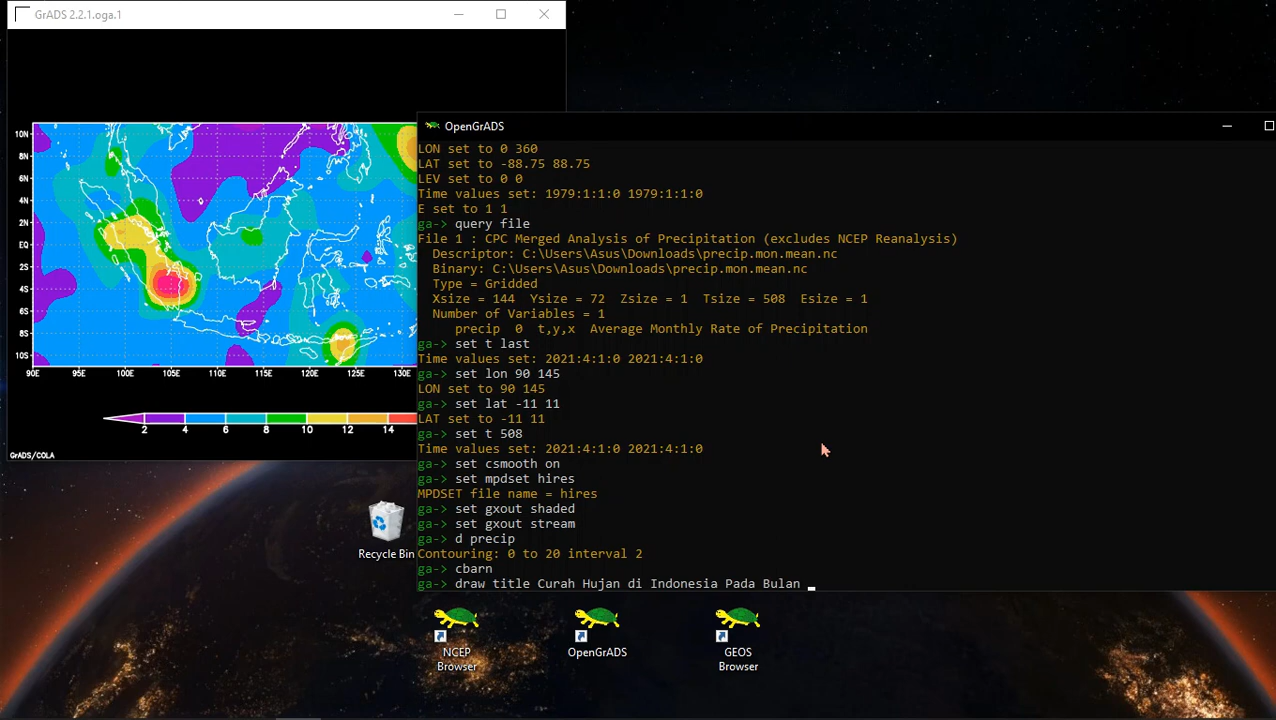 GrADS 2.2.1.oga.1
10N
8N
6N
4N
2N
EQ
2S
4S
6S
8S
10S
90E 95E 100E 105E 110E 115E 120E 125E 130E
2 4 6 8 10 12 14
GrADS/COLA
OpenGrADS
LON set to 0 360
LAT set to -88.75 88.75
LEV set to 0 0
Time values set: 1979:1:1:0 1979:1:1:0
E set to 1 1
ga-> query file
File 1 : CPC Merged Analysis of Precipitation (excludes NCEP Reanalysis)
Descriptor: C:\Users\Asus\Downloads\precip.mon.mean.nc
Binary: C:\Users\Asus\Downloads\precip.mon.mean.nc
Type = Gridded
Xsize = 144 Ysize = 72 Zsize = 1 Tsize = 508 Esize = 1
Number of Variables = 1
precip 0 t,y,x Average Monthly Rate of Precipitation
ga-> set t last
Time values set: 2021:4:1:0 2021:4:1:0
ga-> set lon 90 145
LON set to 90 145
ga-> set lat -11 11
LAT set to -11 11
ga-> set t 508
Time values set: 2021:4:1:0 2021:4:1:0
ga-> set csmooth on
ga-> set mpdset hires
MPDSET file name = hires
ga-> set gxout shaded
ga-> set gxout stream
ga-> d precip
Contouring: 0 to 20 interval 2
ga-> cbarn
ga-> draw title Curah Hujan di Indonesia Pada Bulan
Recycle Bin
NCEP
Browser
OpenGrADS
GEOS
Browser